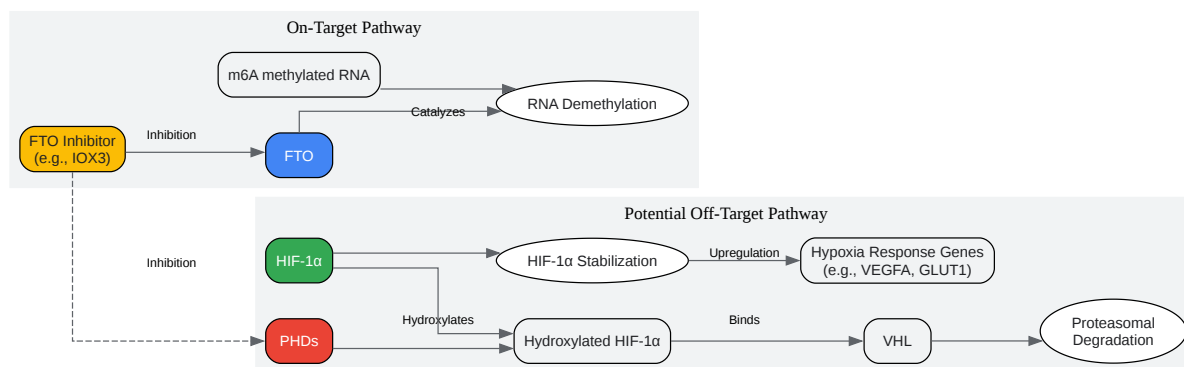 On-Target Pathway
m6A methylated RNA
RNA Demethylation
Catalyzes
Inhibition
FTO Inhibitor
(e.g., IOX3)
FTO
Potential Off-Target Pathway
Inhibition
HIF-1α
HIF-1α Stabilization
Upregulation
Hypoxia Response Genes
(e.g., VEGFA, GLUT1)
Hydroxylates
PHDs
Hydroxylated HIF-1α
Binds
VHL
Proteasomal
Degradation